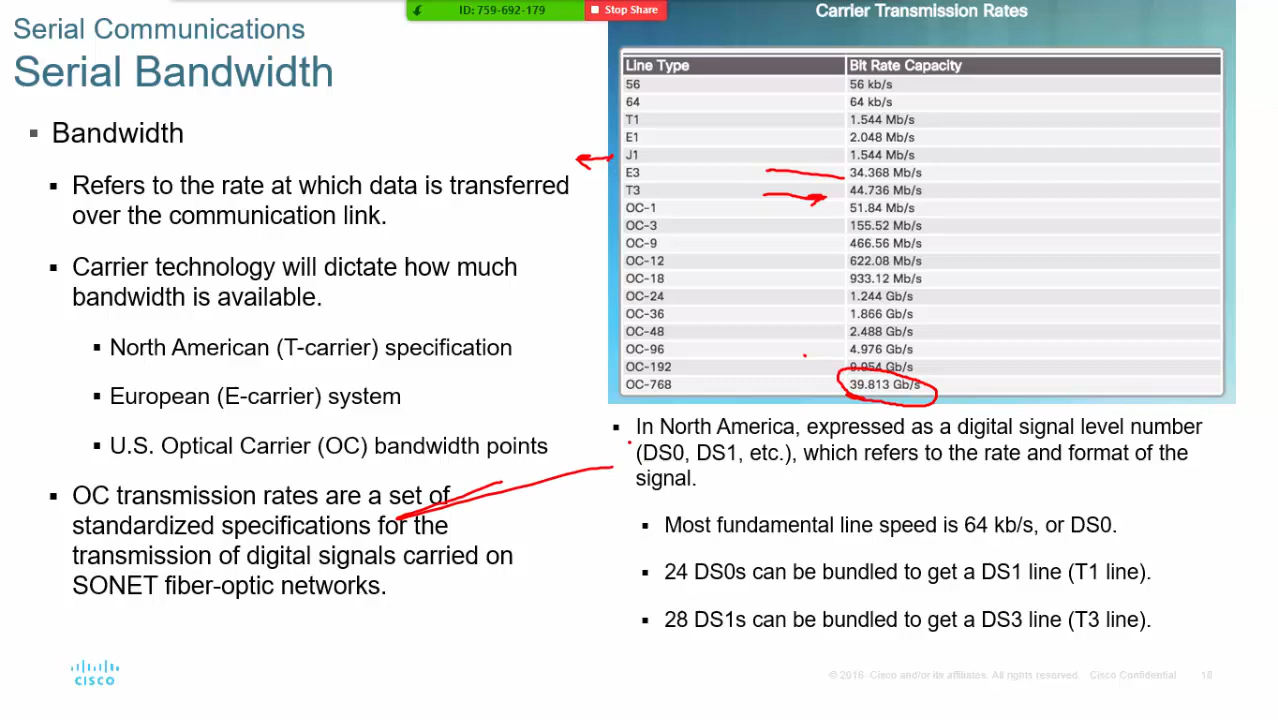 ID: 759-692-179
Stop Share
Serial Communications
Serial Bandwidth
▪ Bandwidth
▪ Refers to the rate at which data is transferred
over the communication link.
▪ Carrier technology will dictate how much
bandwidth is available.
▪ North American (T-carrier) specification
▪ European (E-carrier) system
▪ U.S. Optical Carrier (OC) bandwidth points
▪ OC transmission rates are a set of
standardized specifications for the
transmission of digital signals carried on
SONET fiber-optic networks.
Carrier Transmission Rates
Line Type Bit Rate Capacity
56 56 kb/s
64 64 kb/s
T1 1.544 Mb/s
E1 2.048 Mb/s
J1 1.544 Mb/s
E3 34.368 Mb/s
T3 44.736 Mb/s
OC-1 51.84 Mb/s
OC-3 155.52 Mb/s
OC-9 466.56 Mb/s
OC-12 622.08 Mb/s
OC-18 933.12 Mb/s
OC-24 1.244 Gb/s
OC-36 1.866 Gb/s
OC-48 2.488 Gb/s
OC-96 4.976 Gb/s
OC-192 9.954 Gb/s
OC-768 39.813 Gb/s
▪ In North America, expressed as a digital signal level number
(DS0, DS1, etc.), which refers to the rate and format of the
signal.
▪ Most fundamental line speed is 64 kb/s, or DS0.
▪ 24 DS0s can be bundled to get a DS1 line (T1 line).
▪ 28 DS1s can be bundled to get a DS3 line (T3 line).
CISCO
© 2016 Cisco and/or its affiliates. All rights reserved. Cisco Confidential 16